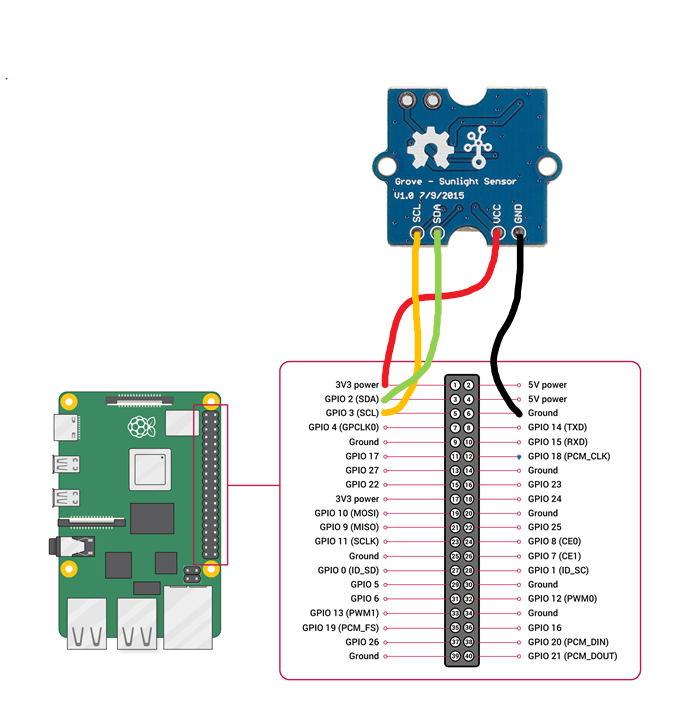 Grove - Sunlight Sensor
V1.0 7/9/2015
SCL
SDA
VCC
GND
3V3 power 1 2 5V power
GPIO 2 (SDA) 3 4 5V power
GPIO 3 (SCL) 5 6 Ground
GPIO 4 (GPCLK0) 7 8 GPIO 14 (TXD)
Ground 9 10 GPIO 15 (RXD)
GPIO 17 11 12 GPIO 18 (PCM_CLK)
GPIO 27 13 14 Ground
GPIO 22 15 16 GPIO 23
3V3 power 17 18 GPIO 24
GPIO 10 (MOSI) 19 20 Ground
GPIO 9 (MISO) 21 22 GPIO 25
GPIO 11 (SCLK) 23 24 GPIO 8 (CE0)
Ground 25 26 GPIO 7 (CE1)
GPIO 0 (ID_SD) 27 28 GPIO 1 (ID_SC)
GPIO 5 29 30 Ground
GPIO 6 31 32 GPIO 12 (PWM0)
GPIO 13 (PWM1) 33 34 Ground
GPIO 19 (PCM_FS) 35 36 GPIO 16
GPIO 26 37 38 GPIO 20 (PCM_DIN)
Ground 39 40 GPIO 21 (PCM_DOUT)